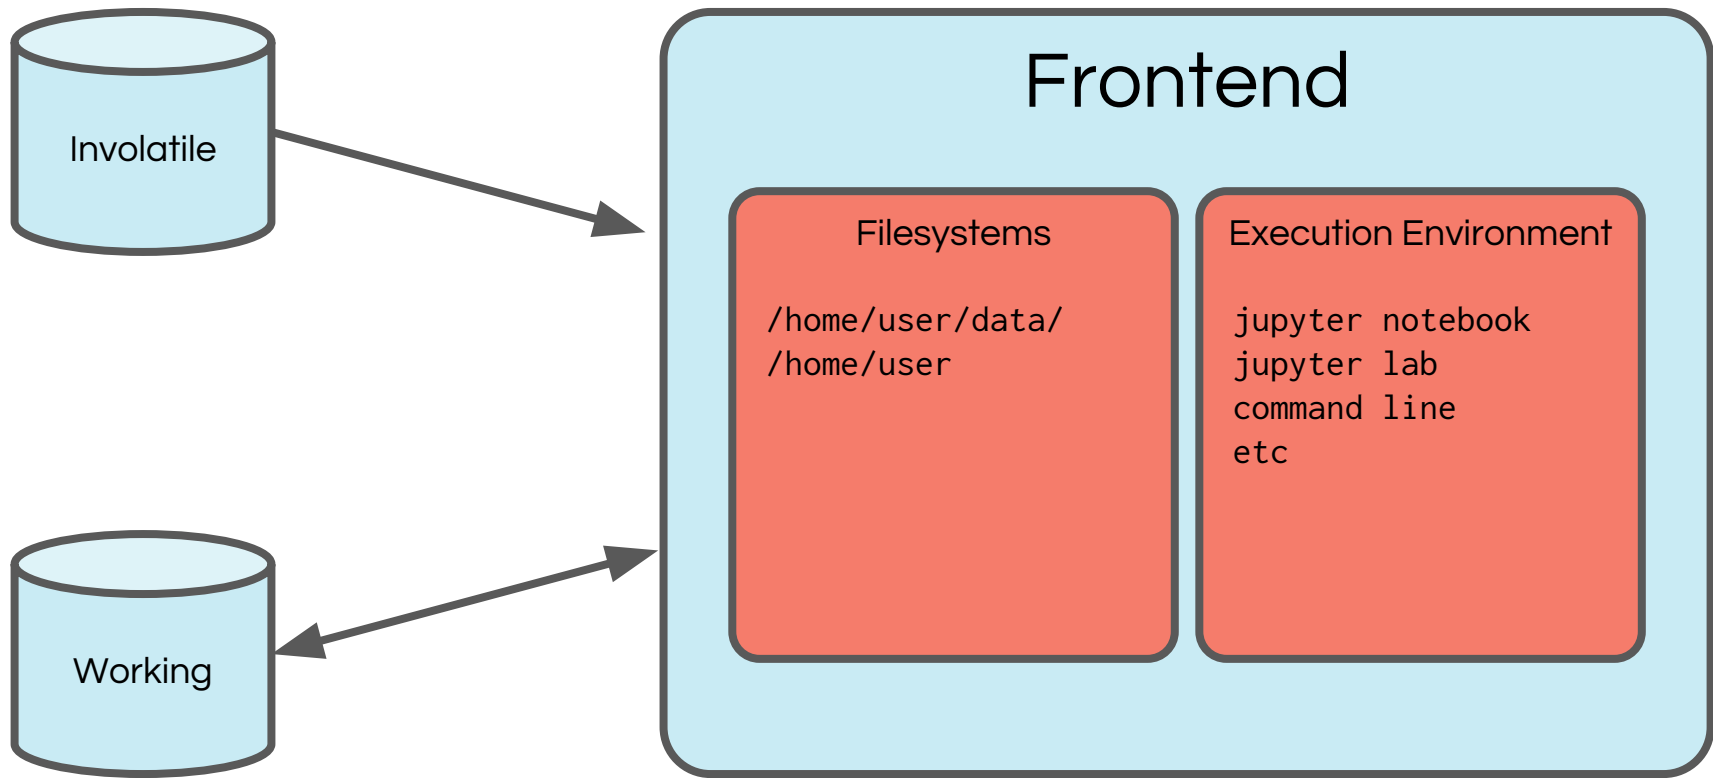 Involatile
Working
Frontend
Filesystems
/home/user/data/
/home/user
Execution Environment
jupyter notebook
jupyter lab
command line
etc